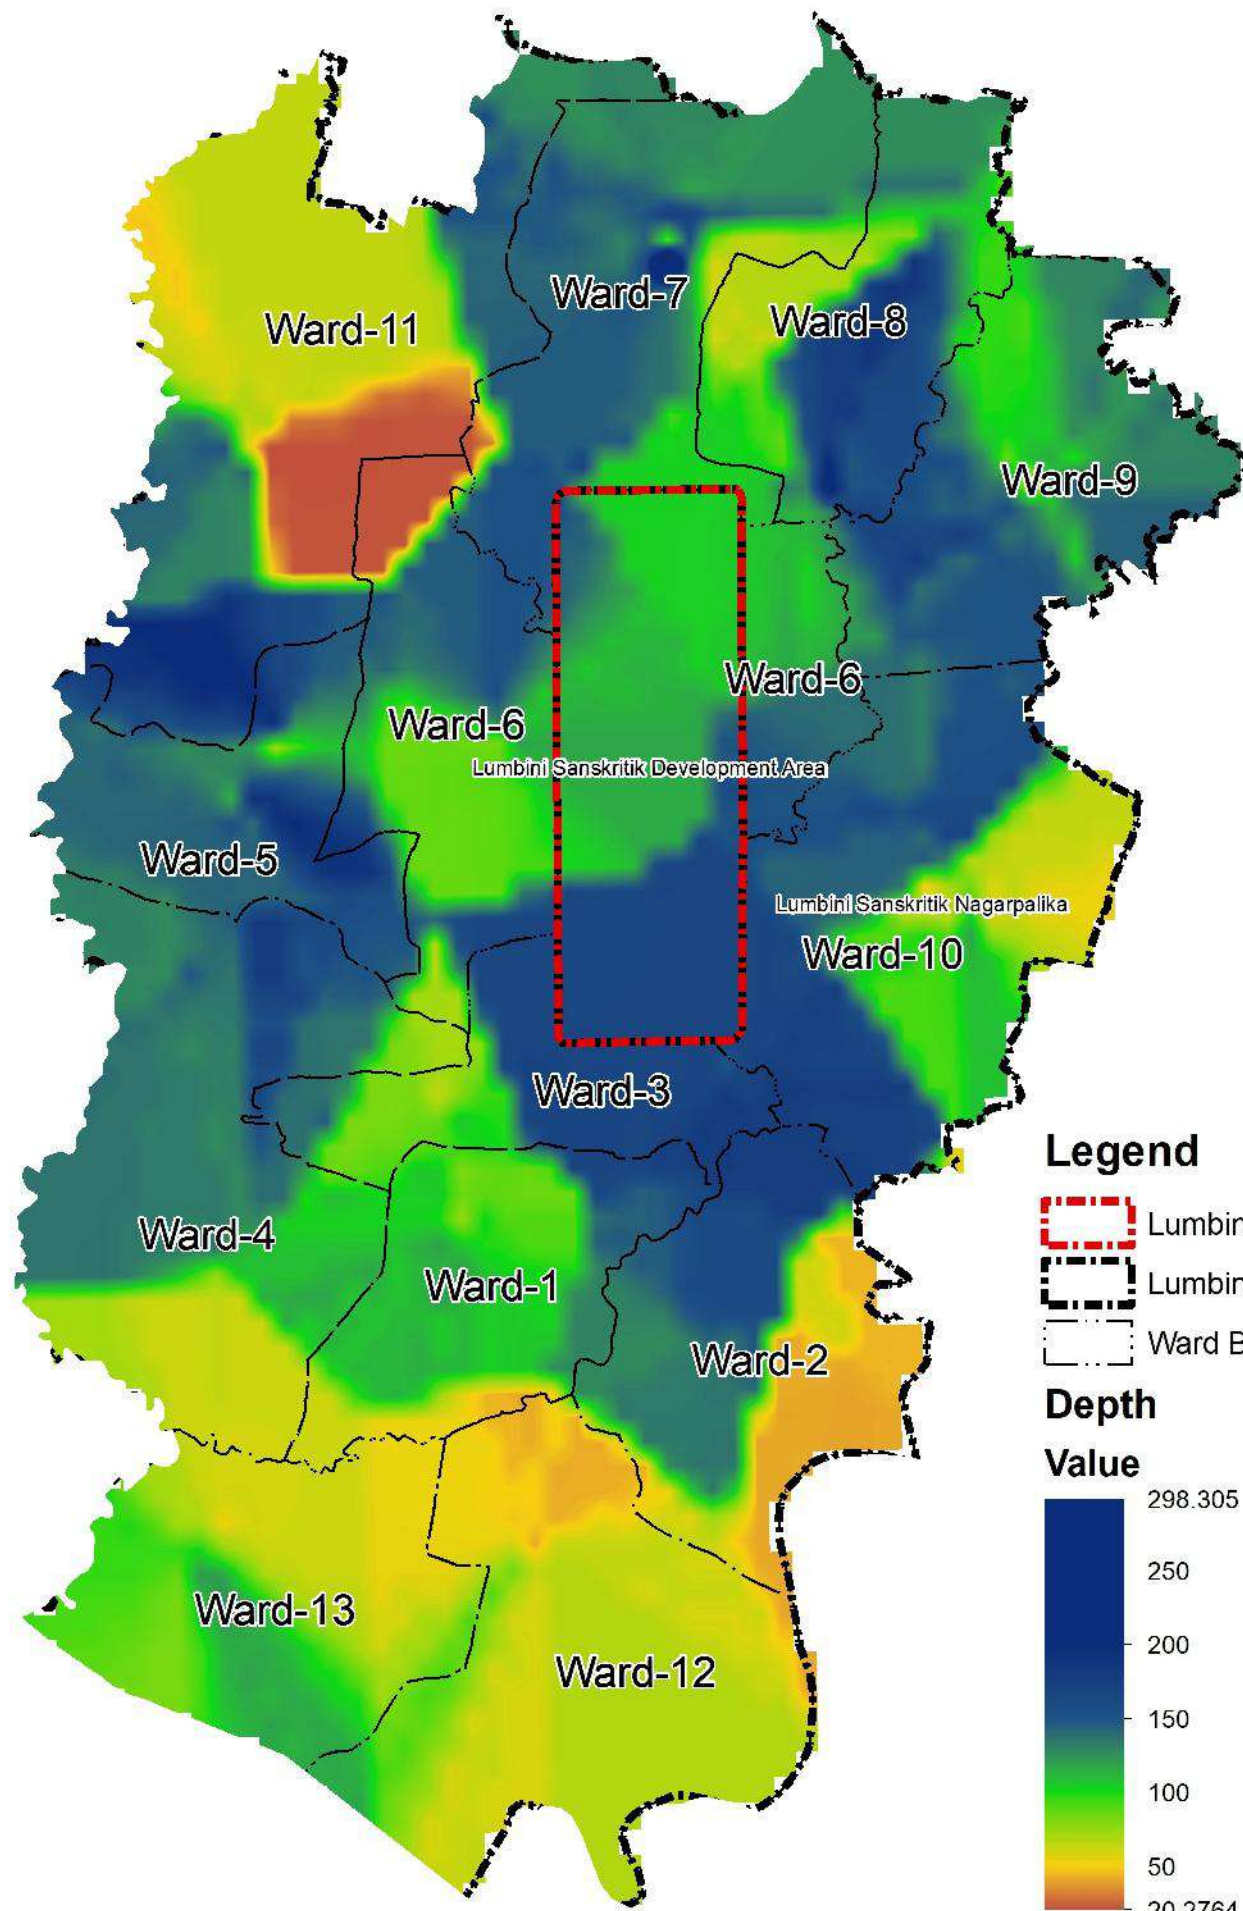 Ward-7
Ward-8
Ward-11
Ward-9
Ward-6
Ward-6
Lumbini Sanskritik Development Area
Ward-5
Lumbini Sanskritik Nagarpalika
Ward-10
Ward-3
Ward-4
Ward-1
Ward-2
Ward-13
Ward-12
Legend
Lumbin
Lumbin
Ward B
Depth
Value
298.305
250
200
150
100
50
20.2764